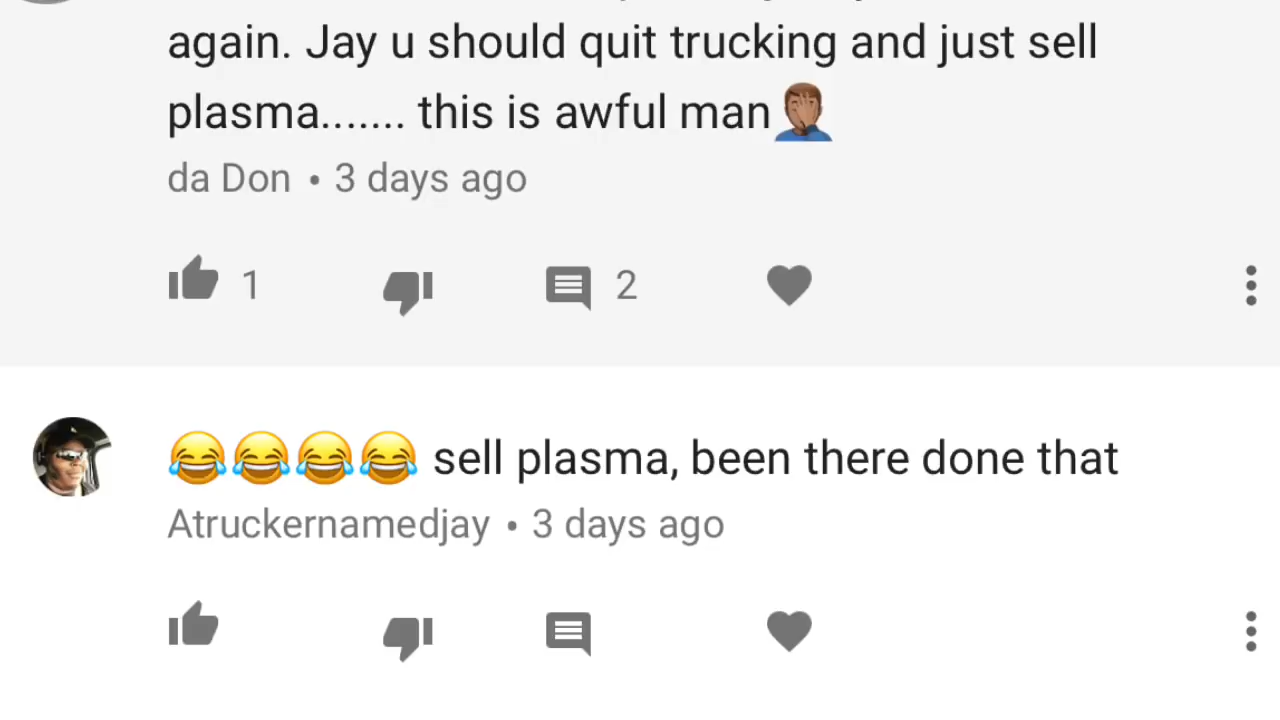 again. Jay u should quit trucking and just sell
plasma....... this is awful man🤦🏾‍♂️
da Don • 3 days ago
1
2
😂😂😂😂 sell plasma, been there done that
Atruckernamedjay • 3 days ago